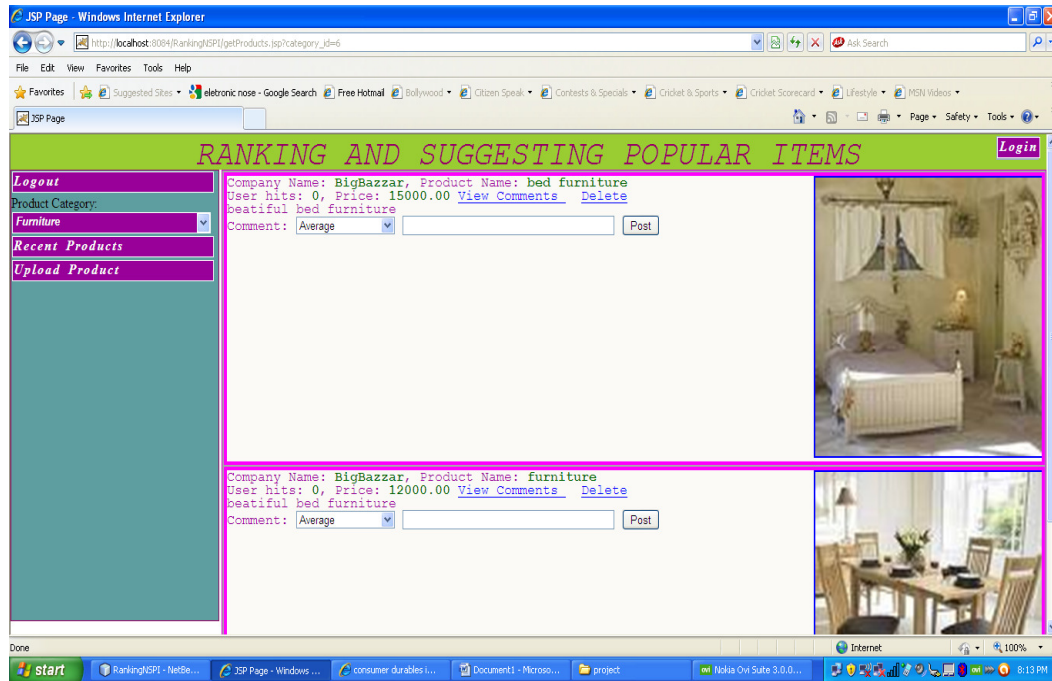 JSP Page - Windows Internet Explorer
http://localhost:8084/RankingNSPI/getProducts.jsp?category_id=6
Ask Search
File Edit View Favorites Tools Help
Favorites Suggested Sites eletronic nose - Google Search Free Hotmail Bollywood Citizen Speak Contests & Specials Cricket & Sports Cricket Scorecard Lifestyle MSN Videos
JSP Page Page Safety Tools
RANKING AND SUGGESTING POPULAR ITEMS
Login
Logout
Product Category:
Furniture
Recent Products
Upload Product
Company Name: BigBazzar, Product Name: bed furniture
User hits: 0, Price: 15000.00 View Comments Delete
beatiful bed furniture
Comment: Average Post
Company Name: BigBazzar, Product Name: furniture
User hits: 0, Price: 12000.00 View Comments Delete
beatiful bed furniture
Comment: Average Post
Done Internet 100%
start RankingNSPI - NetBe... JSP Page - Windows ... consumer durables i... Document1 - Microso... project Nokia Ovi Suite 3.0.0... 8:13 PM